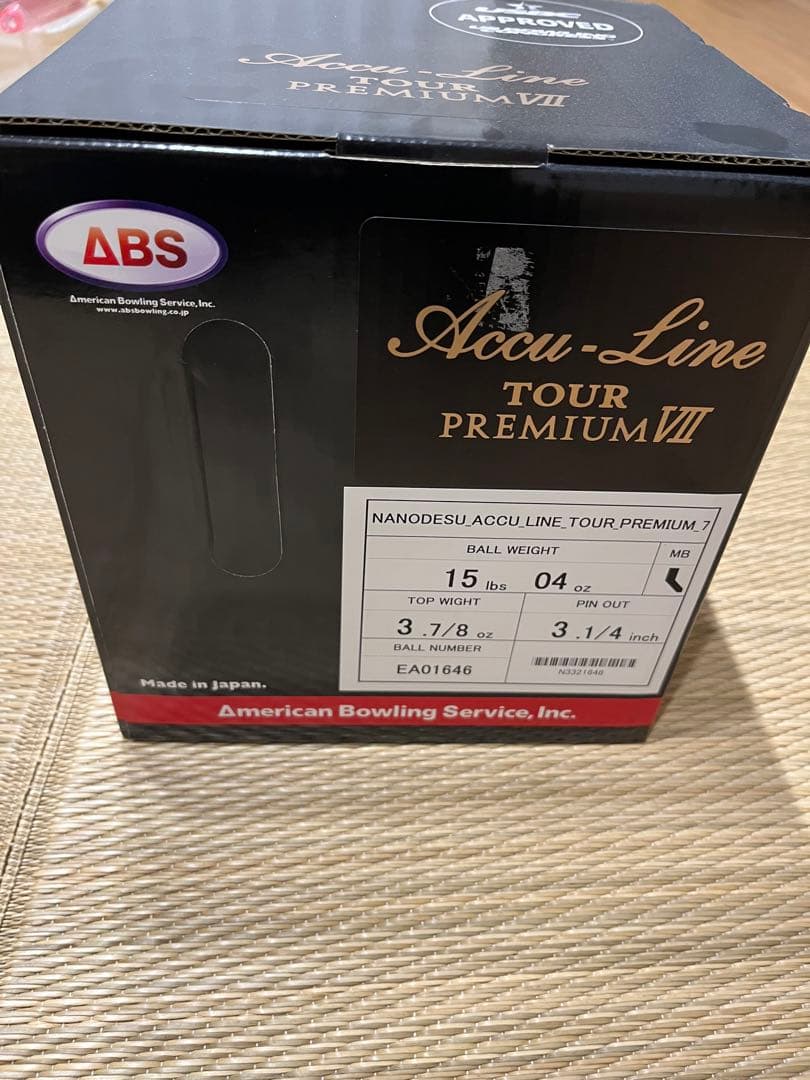 APPROVED
Accu-Line
TOUR
PREMIUM VII
ABS
American Bowling Service, Inc.
www.absbowling.co.jp
Accu-Line
TOUR
PREMIUM VII
NANODESU_ACCU_LINE_TOUR_PREMIUM_7
BALL WEIGHT
MB
15 lbs 04 oz
TOP WIGHT
PIN OUT
3 .7/8 oz
3 .1/4 inch
BALL NUMBER
EA01646
N3321646
Made in Japan.
American Bowling Service, Inc.